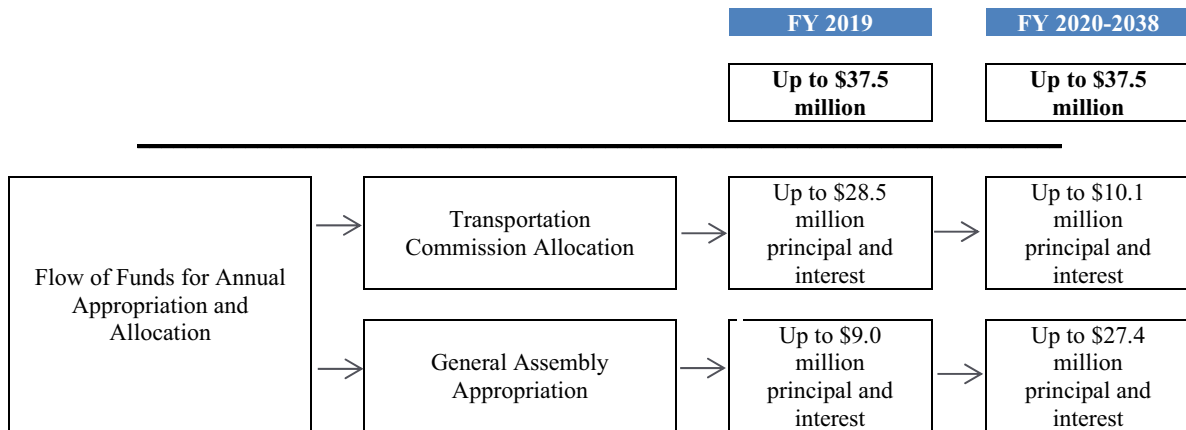 FY 2019
FY 2020-2038
Up to $37.5
million
Up to $37.5
million
Flow of Funds for Annual
Appropriation and
Allocation
Transportation
Commission Allocation
Up to $28.5
million
principal and
interest
Up to $10.1
million
principal and
interest
General Assembly
Appropriation
Up to $9.0
million
principal and
interest
Up to $27.4
million
principal and
interest